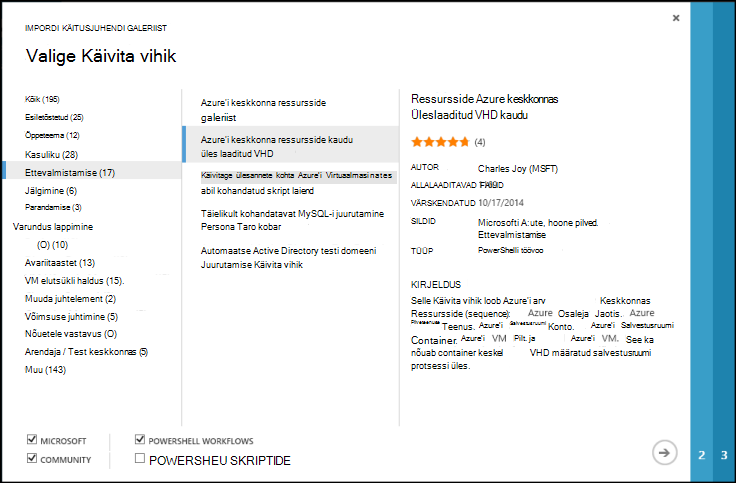 IMPORDI KÄITUSJUHENDI GALERIIST
Valige Käivita vihik
Kõik (195)
Esiletõstetud (25)
Õppeteema (12)
Kasuliku (28)
Ettevalmistamise (17)
Jälgimine (6)
Parandamise (3)
Varundus lappimine
(O) (10)
Avariitaastet (13)
VM elutsükli haldus (15).
Muuda juhtelement (2)
Võimsuse juhtimine (5)
Nõuetele vastavus (O)
Arendaja / Test keskkonnas (5)
Muu (143)
Azure'i keskkonna ressursside
galeriist
Azure'i keskkonna ressursside kaudu
üles laaditud VHD
Käivitage ülesannete kohta Azure'i Virtuaalmasinates
abil kohandatud skript laiend
Täielikult kohandatavat MySQL-i juurutamine
Persona Taro kobar
Automaatse Active Directory testi domeeni
Juurutamise Käivita vihik
Ressursside Azure keskkonnas
Üleslaaditud VHD kaudu
(4)
AUTOR Charles Joy (MSFT)
ALLALAADITAVAD
VÄRSKENDATUD 10/17/2014
SILDID Microsofti A:ute, hoone pilved.
Ettevalmistamise
TÜÜP PowerShelli töövoo
KIRJELDUS
Selle Käivita vihik loob Azure'i arv Keskkonnas
Ressursside (sequence): Azure Osaleja Jaotis. Azure
Teenus. Azure'i Salvestusruumi Konto. Azure'i Salvestusruumi
Container. Azure'i VM Pilt. ja Azure'i VM. See ka
nõuab container keskel VHD määratud salvestusruumi
protsessi üles.
MICROSOFT
POWERSHELL WORKFLOWS
COMMUNITY
POWERSHEU SKRIPTIDE
2 3